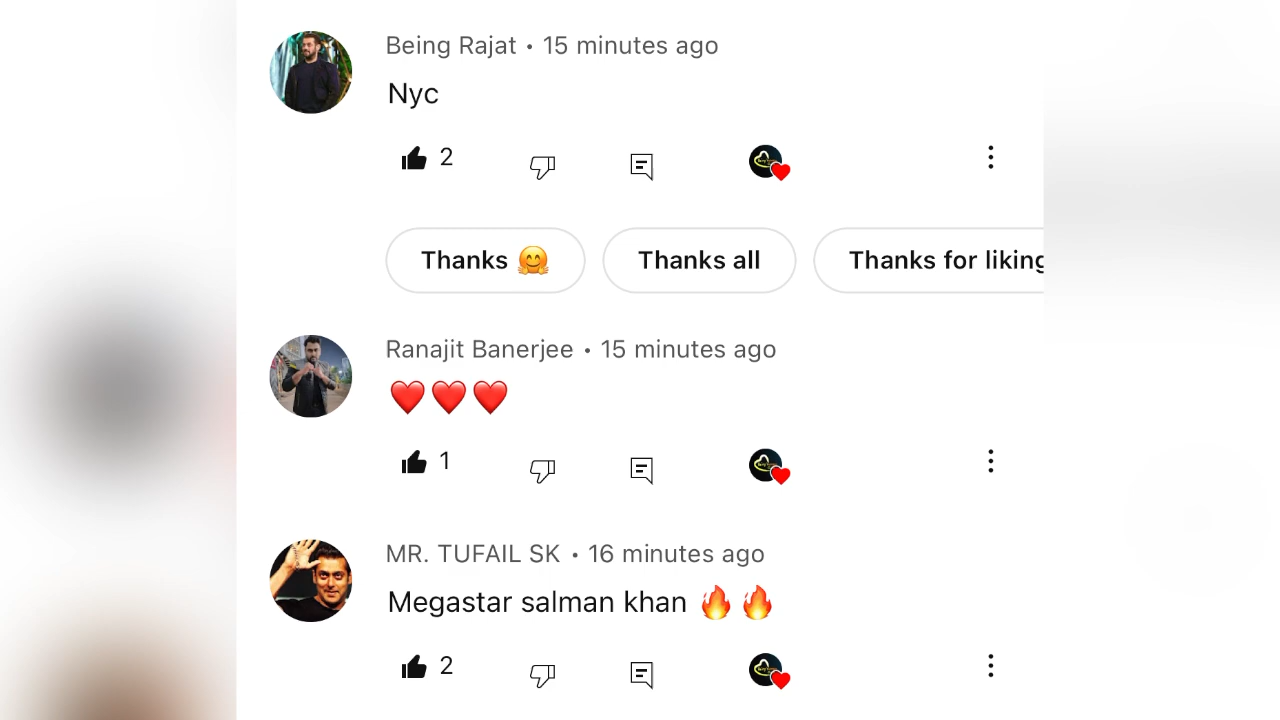 Being Rajat • 15 minutes ago
Nyc
2
Thanks 🤗 Thanks all Thanks for liking
Ranajit Banerjee • 15 minutes ago
❤️❤️❤️
1
MR. TUFAIL SK • 16 minutes ago
Megastar salman khan 🔥🔥
2